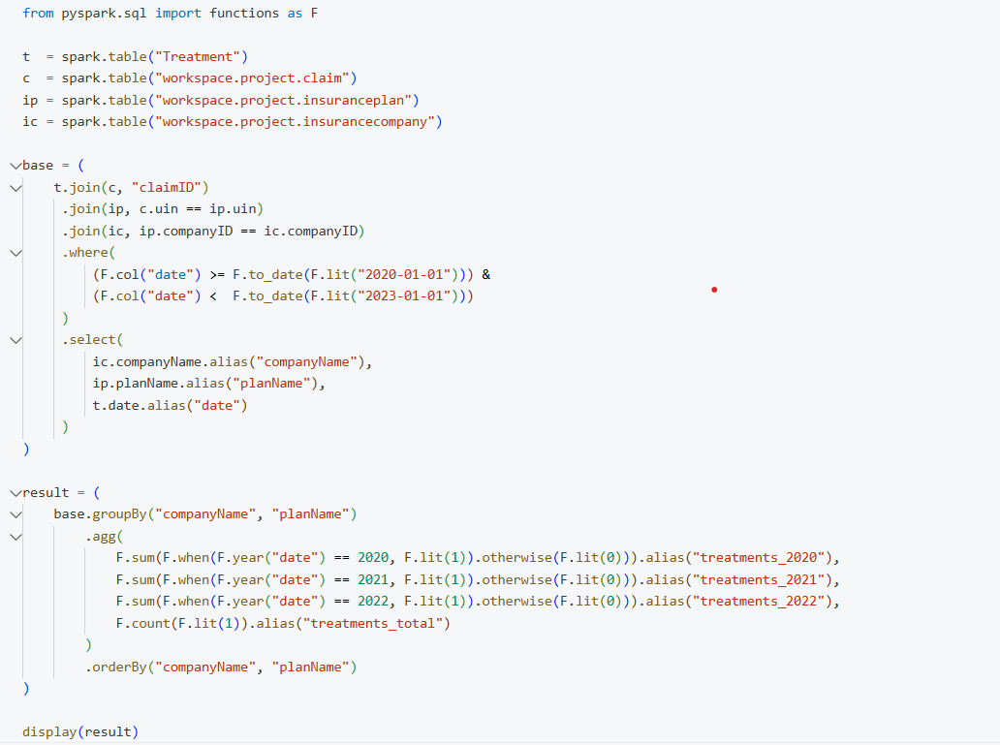 from pyspark.sql import functions as F

t  = spark.table("Treatment")
c  = spark.table("workspace.project.claim")
ip = spark.table("workspace.project.insuranceplan")
ic = spark.table("workspace.project.insurancecompany")

base = (
    t.join(c, "claimID")
     .join(ip, c.uin == ip.uin)
     .join(ic, ip.companyID == ic.companyID)
     .where(
         (F.col("date") >= F.to_date(F.lit("2020-01-01"))) &
         (F.col("date") <  F.to_date(F.lit("2023-01-01")))
     )
     .select(
         ic.companyName.alias("companyName"),
         ip.planName.alias("planName"),
         t.date.alias("date")
     )
)

result = (
    base.groupBy("companyName", "planName")
        .agg(
            F.sum(F.when(F.year("date") == 2020, F.lit(1)).otherwise(F.lit(0))).alias("treatments_2020"),
            F.sum(F.when(F.year("date") == 2021, F.lit(1)).otherwise(F.lit(0))).alias("treatments_2021"),
            F.sum(F.when(F.year("date") == 2022, F.lit(1)).otherwise(F.lit(0))).alias("treatments_2022"),
            F.count(F.lit(1)).alias("treatments_total")
        )
        .orderBy("companyName", "planName")
)

display(result)